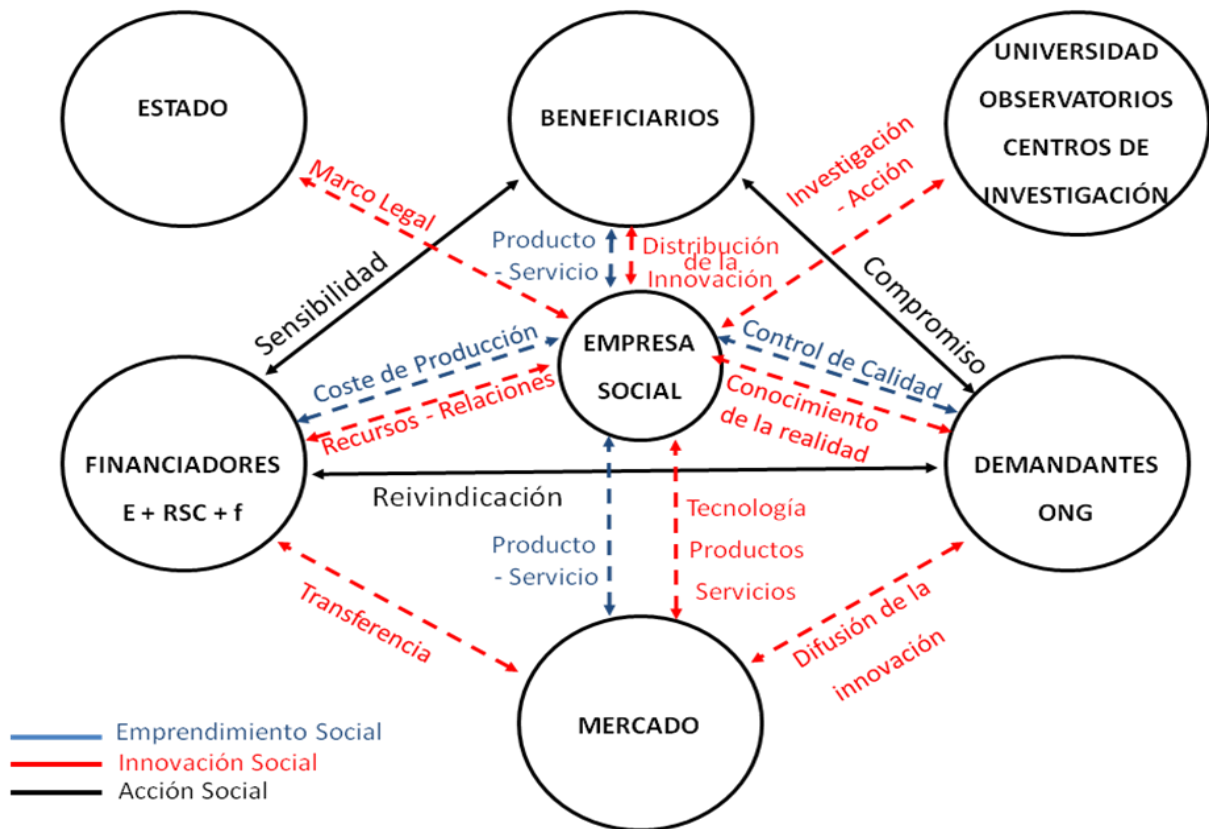 ESTADO
BENEFICIARIOS
UNIVERSIDAD
OBSERVATORIOS
CENTROS DE
INVESTIGACIÓN
Marco Legal
Investigación
- Acción
Producto
- Servicio
Distribución
de la
Innovación
Sensibilidad
Compromiso
EMPRESA
SOCIAL
Coste de Producción
Recursos - Relaciones
Control de Calidad
Conocimiento
de la realidad
FINANCIADORES
E + RSC + f
Reivindicación
DEMANDANTES
ONG
Producto
- Servicio
Tecnología
Productos
Servicios
Transferencia
Difusión de la
innovación
MERCADO
Emprendimiento Social
Innovación Social
Acción Social